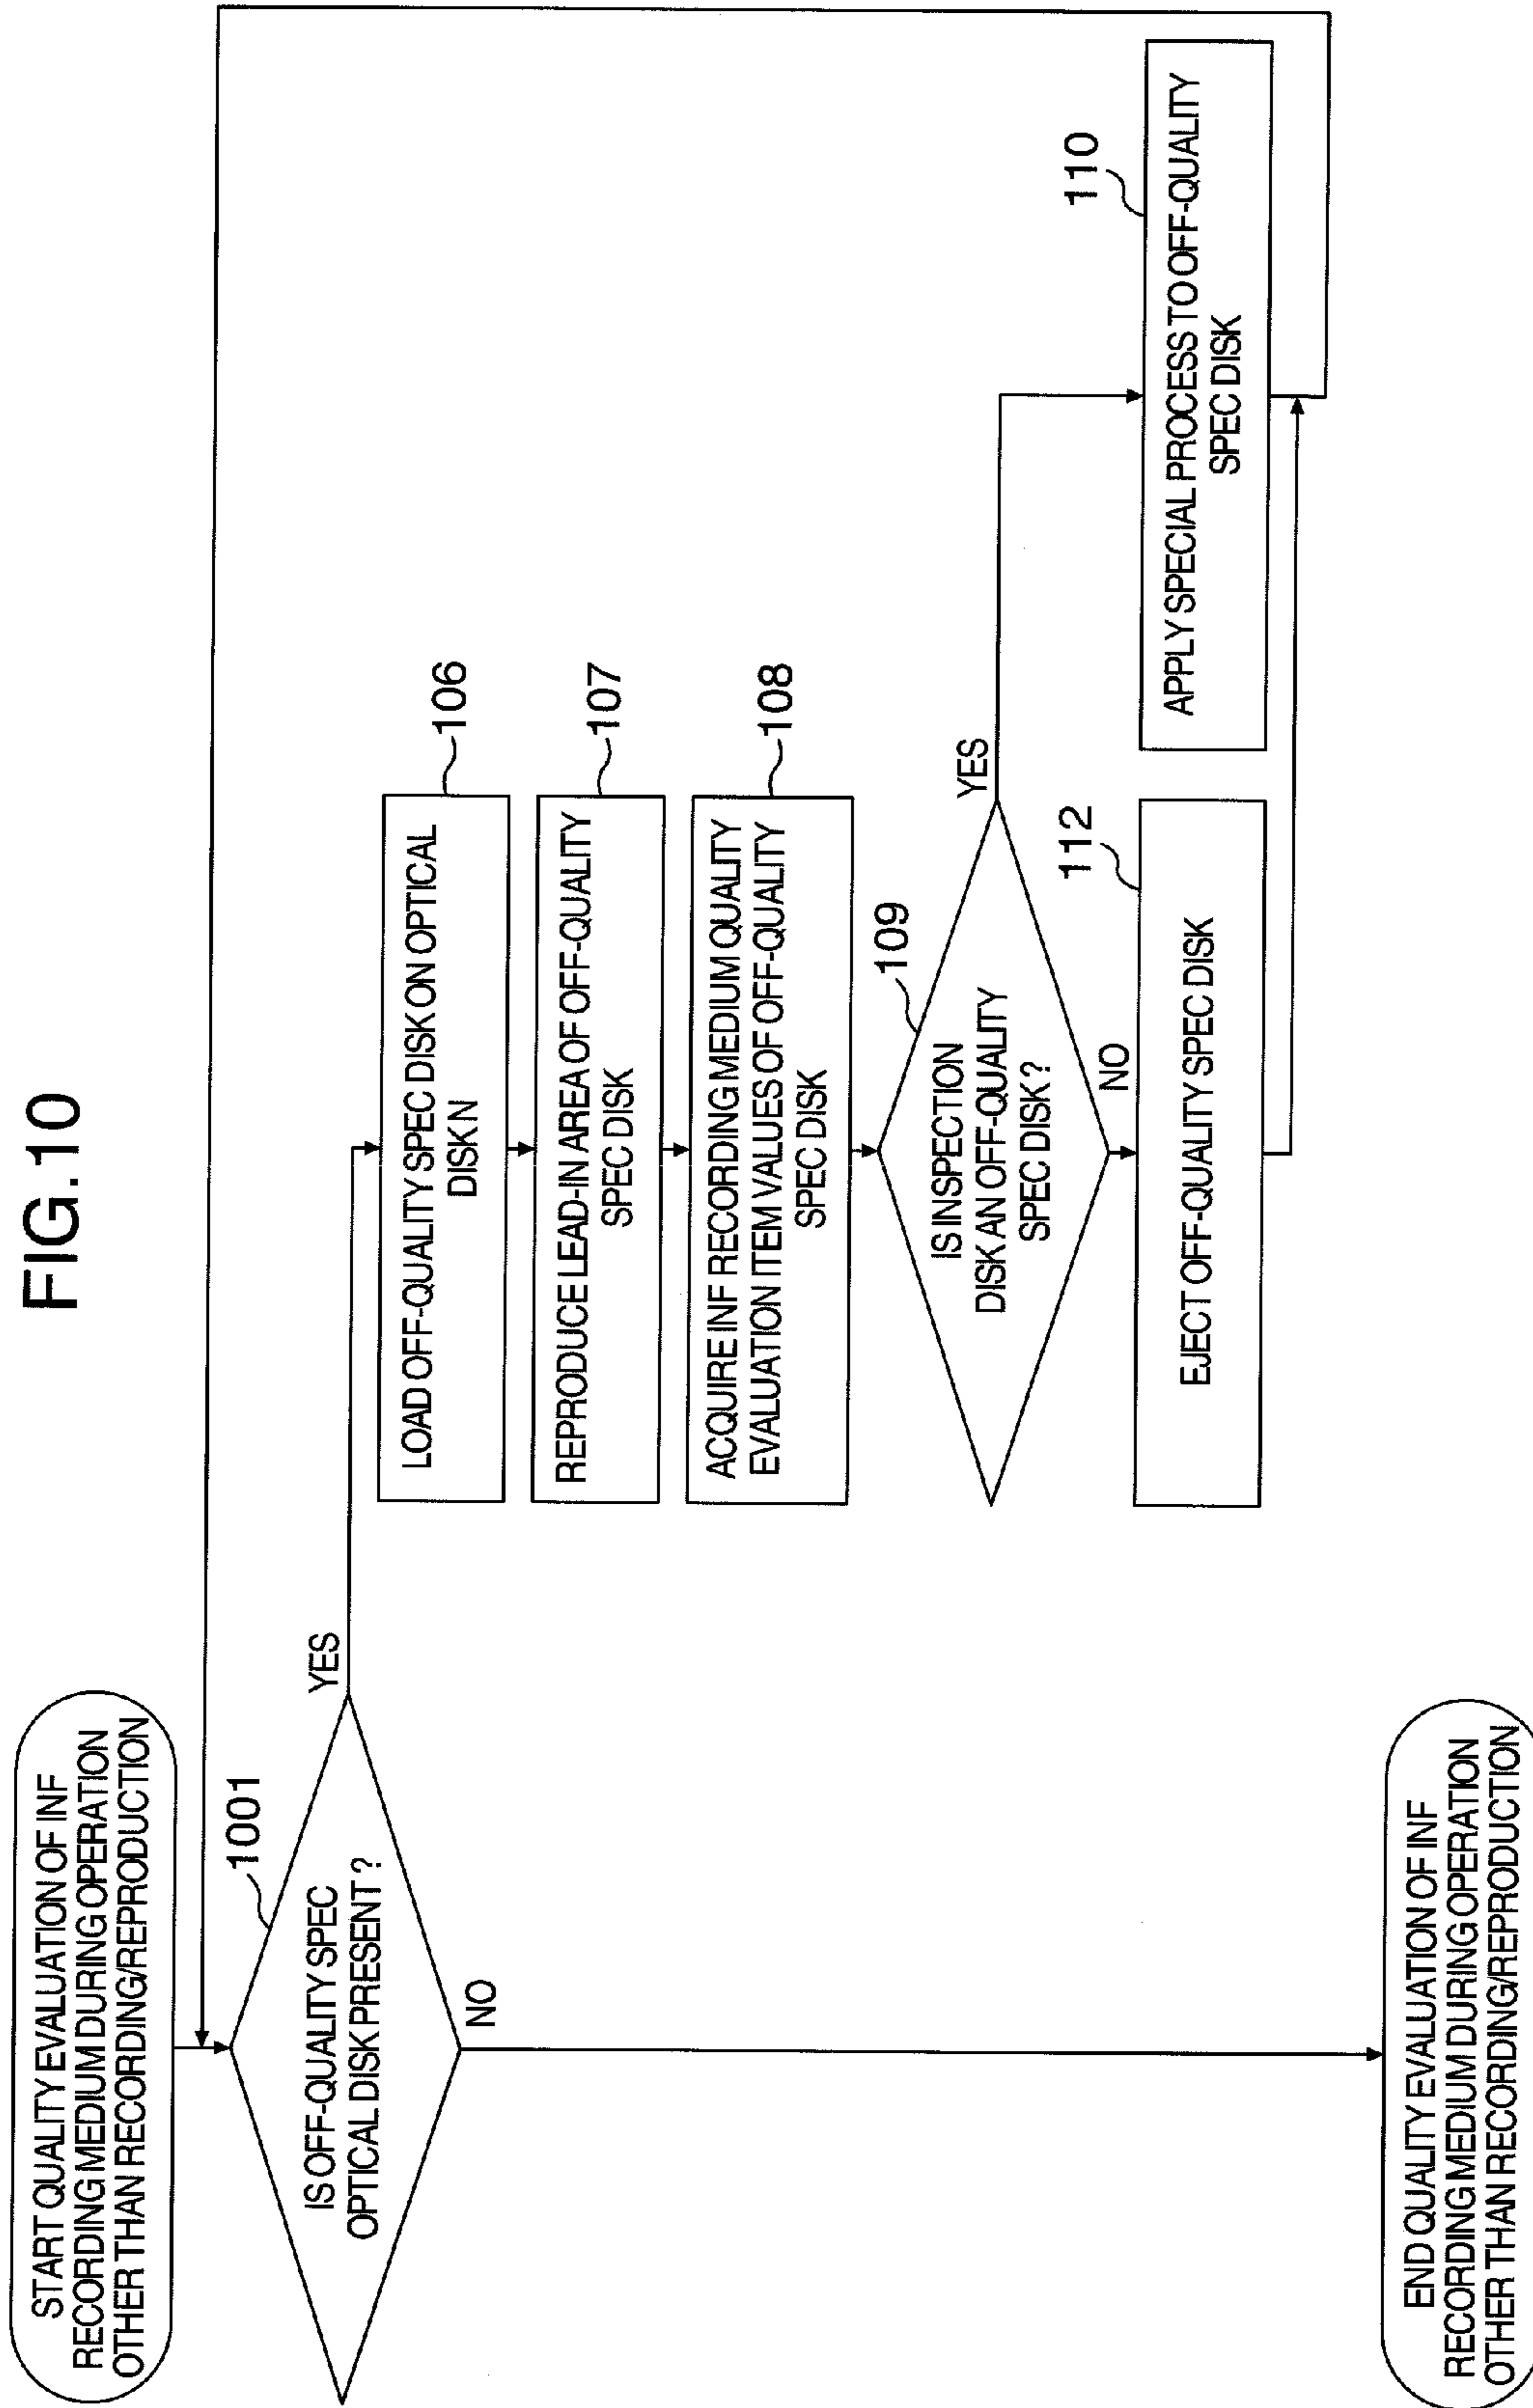 FIG.10
START QUALITY EVALUATION OF INF
RECORDING MEDIUM DURING OPERATION
OTHER THAN RECORDING/REPRODUCTION
1001
IS OFF-QUALITY SPEC
OPTICAL DISK PRESENT ?
YES
NO
LOAD OFF-QUALITY SPEC DISK ON OPTICAL
DISK N
106
REPRODUCE LEAD-IN AREA OF OFF-QUALITY
SPEC DISK
107
ACQUIRE INF RECORDING MEDIUM QUALITY
EVALUATION ITEM VALUES OF OFF-QUALITY
SPEC DISK
108
109
IS INSPECTION
DISK AN OFF-QUALITY
SPEC DISK ?
YES
NO
112
EJECT OFF-QUALITY SPEC DISK
110
APPLY SPECIAL PROCESS TO OFF-QUALITY
SPEC DISK
END QUALITY EVALUATION OF INF
RECORDING MEDIUM DURING OPERATION
OTHER THAN RECORDING/REPRODUCTION